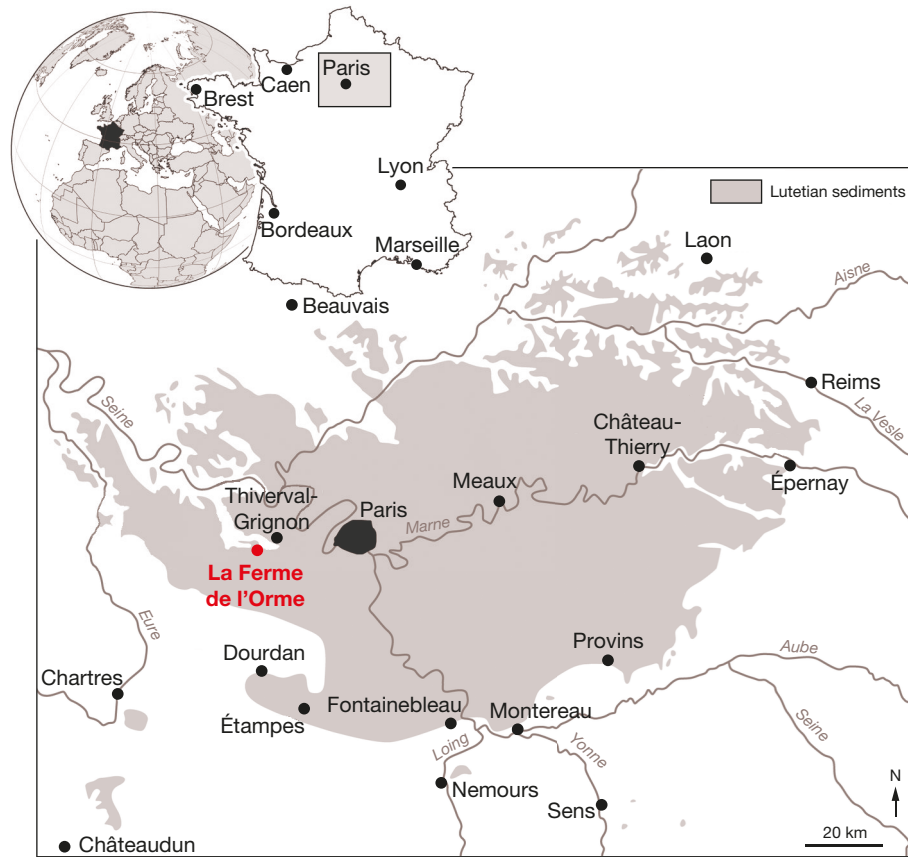 Caen
Paris
Brest
Lyon
Bordeaux
Marseille
Lutetian sediments
Laon
Beauvais
Aisne
Reims
La Vesle
Seine
Château-
Thierry
Épernay
Meaux
Thiverval-
Grignon
Paris
Marne
La Ferme
de l’Orme
Eure
Provins
Aube
Dourdan
Chartres
Étampes
Fontainebleau
Montereau
Seine
Loing
Yonne
Nemours
Sens
N
20 km
Châteaudun